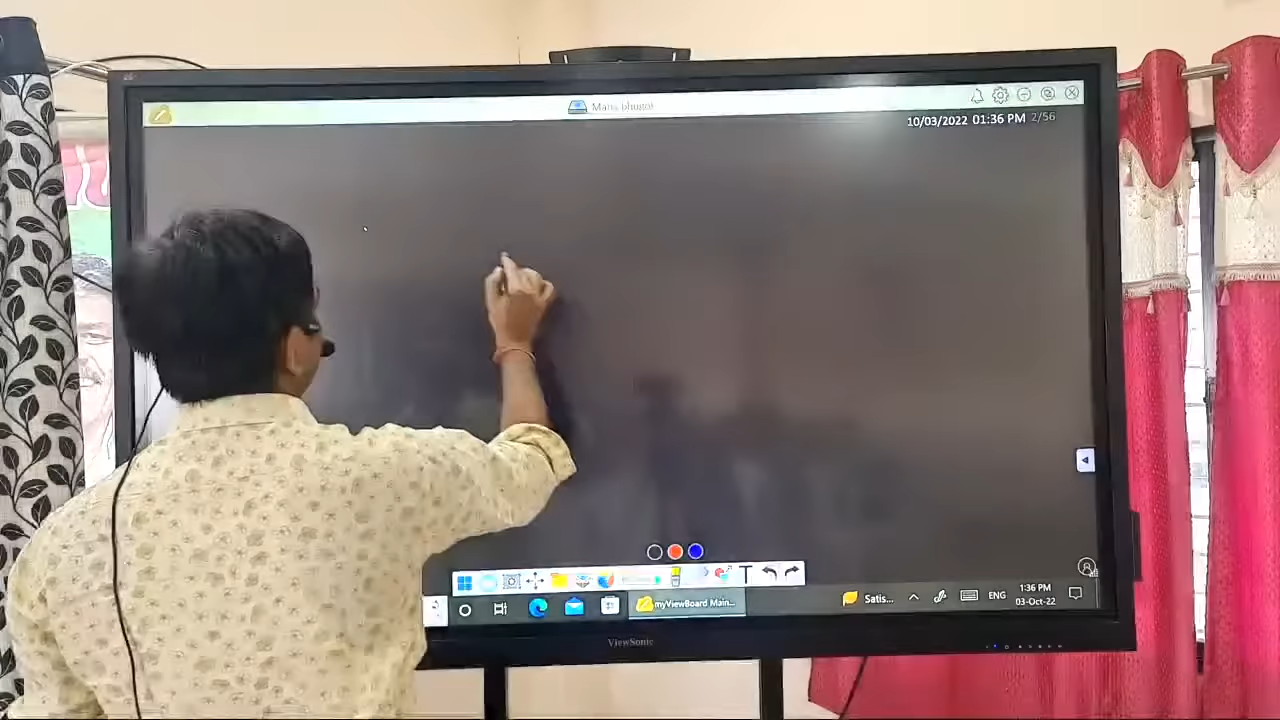 Mans bhugol
10/03/2022 01:36 PM 2/56
T
myViewBoard Main...
Satis...
ENG
1:36 PM
03-Oct-22
ViewSonic